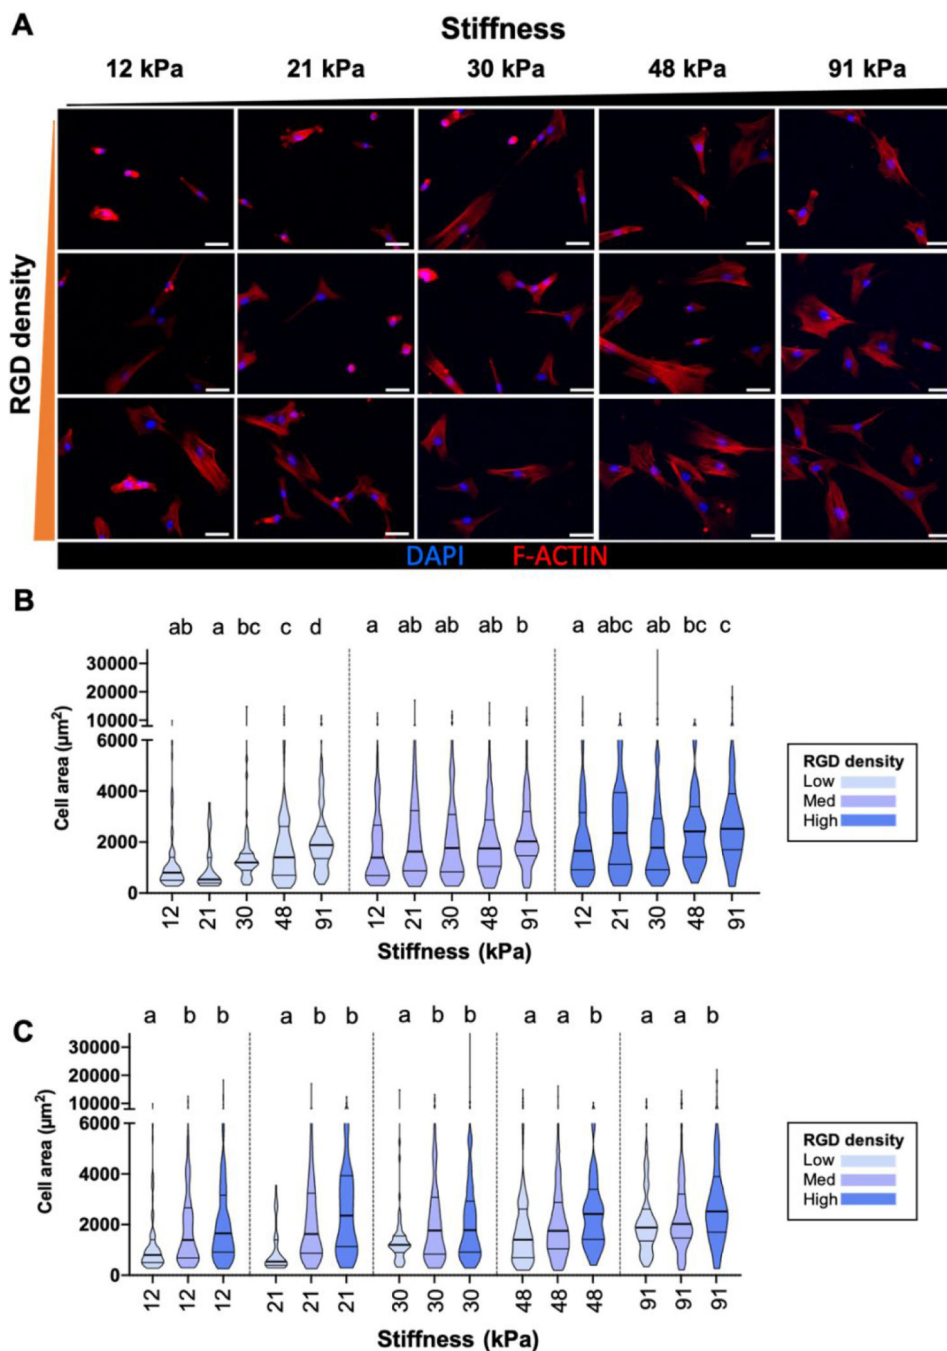 A
Stiffness
12 kPa 21 kPa 30 kPa 48 kPa 91 kPa
RGD density
DAPI F-ACTIN
B
ab a bc c d a ab ab ab b a abc ab bc c
30000
20000
10000
6000
4000
2000
0
Cell area (µm²)
12 21 30 48 91 12 21 30 48 91 12 21 30 48 91
Stiffness (kPa)
RGD density
Low
Med
High
C
a b b a b b a b b a a b a a b
30000
20000
10000
6000
4000
2000
0
Cell area (µm²)
12 12 12 21 21 21 30 30 30 48 48 48 91 91 91
Stiffness (kPa)
RGD density
Low
Med
High